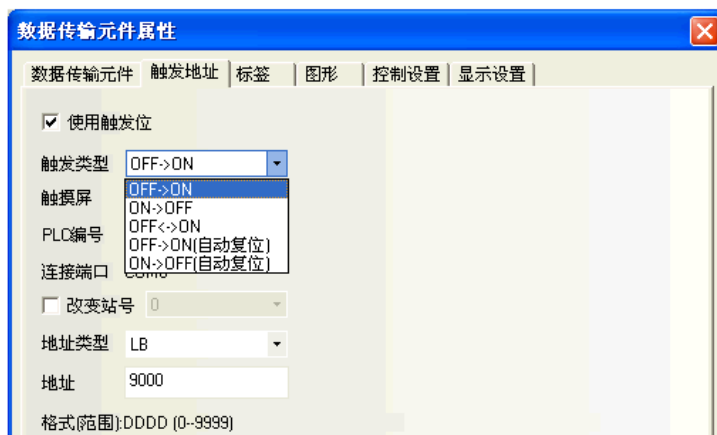 数据传输元件属性
数据传输元件 触发地址 标签 图形 控制设置 显示设置
使用触发位
触发类型 OFF->ON
OFF->ON
触摸屏
ON->OFF
OFF<->ON
PLC编号
OFF->ON(自动复位)
ON->OFF(自动复位)
连接端口
改变站号 0
地址类型 LB
地址 9000
格式(范围):DDDD (0--9999)